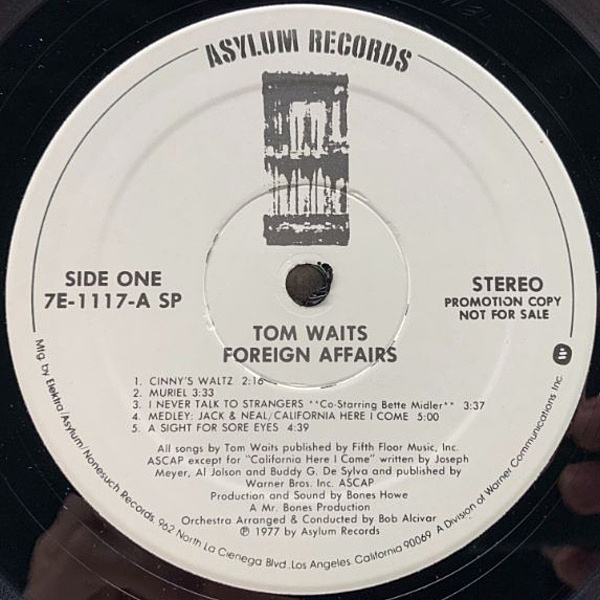 ASYLUM RECORDS
SIDE ONE
7E-1117-A SP
STEREO
PROMOTION COPY
NOT FOR SALE
TOM WAITS
FOREIGN AFFAIRS
1. CINNY'S WALTZ 2:16
2. MURIEL 3:33
3. I NEVER TALK TO STRANGERS **Co-Starring Bette Midler** 3:37
4. MEDLEY: JACK & NEAL/CALIFORNIA HERE I COME 5:00
5. A SIGHT FOR SORE EYES 4:39
All songs by Tom Waits published by Fifth Floor Music, Inc.
ASCAP except for "California Here I Come" written by Joseph
Meyer, Al Jolson and Buddy G. De Sylva and published by
Warner Bros. Inc. ASCAP
Production and Sound by Bones Howe
A Mr. Bones Production
Orchestra Arranged & Conducted by Bob Alcivar
℗ 1977 by Asylum Records
Mfg. by Elektra/Asylum/Nonesuch Records, 962 North La Cienega Blvd., Los Angeles, California 90069 A Division of Warner Communications Inc.